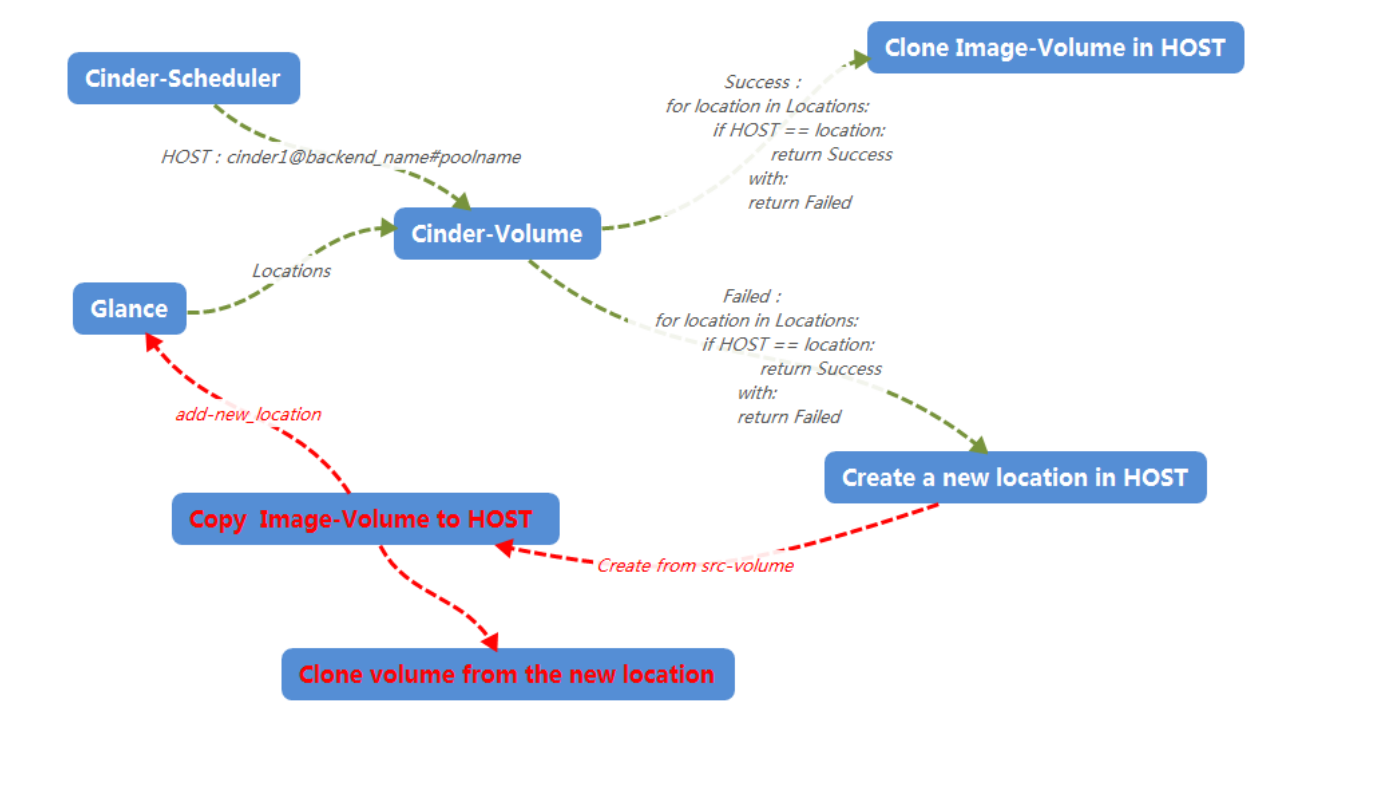 Clone Image-Volume in HOST
Cinder-Scheduler
Success :
for location in Locations:
if HOST == location:
return Success
with:
return Failed
HOST : cinder1@backend_name#poolname
Cinder-Volume
Locations
Glance
Failed :
for location in Locations:
if HOST == location:
return Success
with:
return Failed
add-new_location
Create a new location in HOST
Copy  Image-Volume to HOST
Create from src-volume
Clone volume from the new location